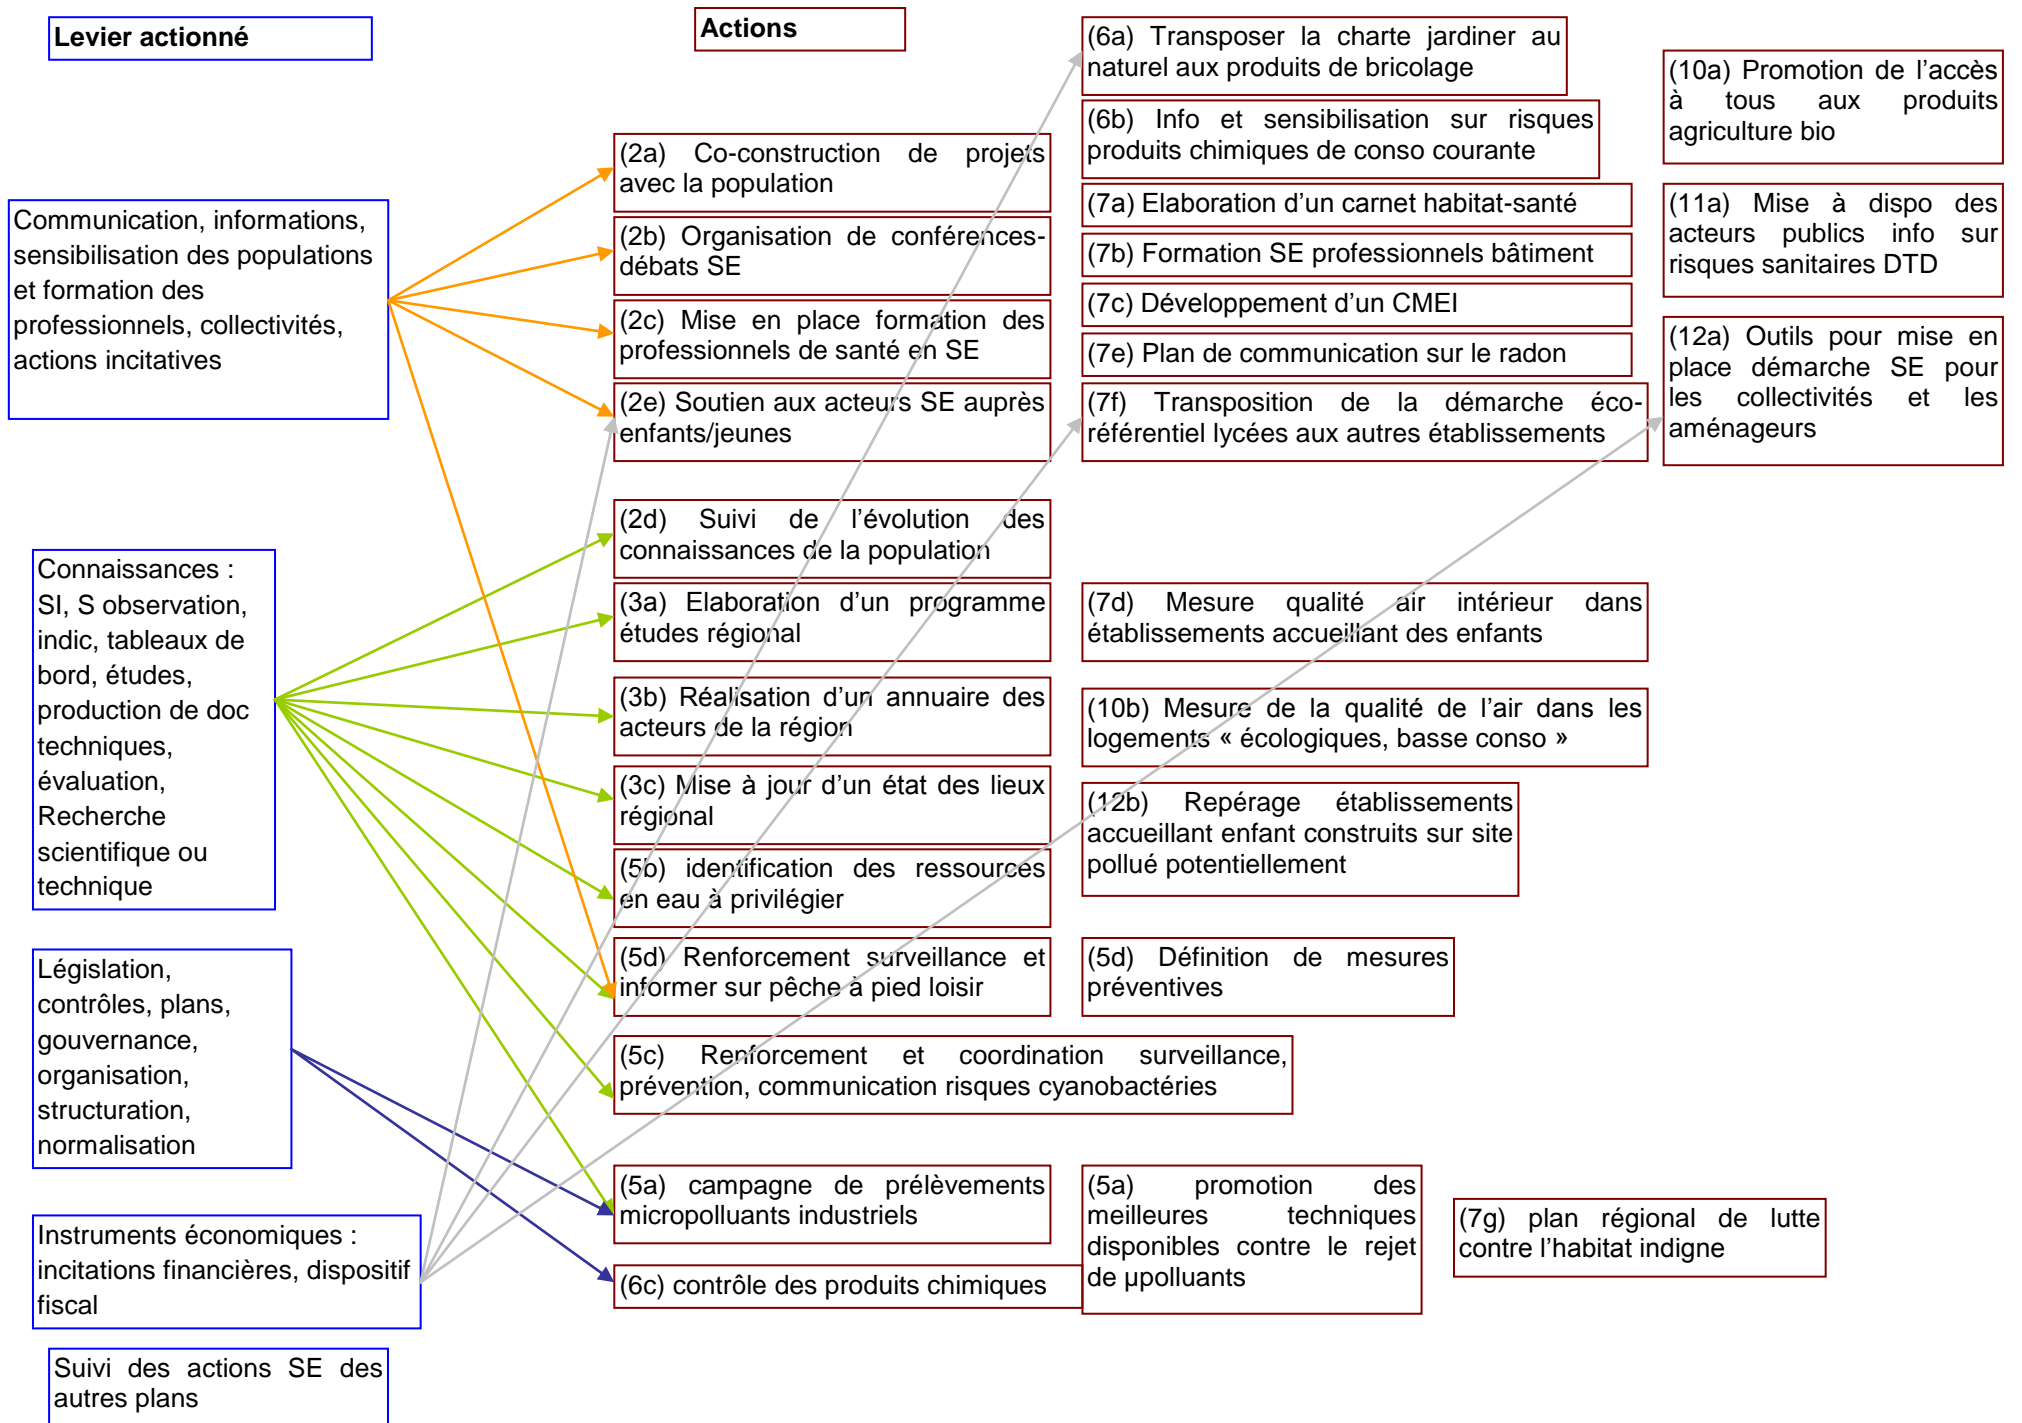 Levier actionné
Actions
Communication, informations,
sensibilisation des populations
et formation des
professionnels, collectivités,
actions incitatives
Connaissances :
SI, S observation,
indic, tableaux de
bord, études,
production de doc
techniques,
évaluation,
Recherche
scientifique ou
technique
Législation,
contrôles, plans,
gouvernance,
organisation,
structuration,
normalisation
Instruments économiques :
incitations financières, dispositif
fiscal
Suivi des actions SE des
autres plans
(2a) Co-construction de projets
avec la population
(2b) Organisation de conférences-
débats SE
(2c) Mise en place formation des
professionnels de santé en SE
(2e) Soutien aux acteurs SE auprès
enfants/jeunes
(2d) Suivi de l’évolution des
connaissances de la population
(3a) Elaboration d’un programme
études régional
(3b) Réalisation d’un annuaire des
acteurs de la région
(3c) Mise à jour d’un état des lieux
régional
(5b) identification des ressources
en eau à privilégier
(5d) Renforcement surveillance et
informer sur pêche à pied loisir
(5c) Renforcement et coordination surveillance,
prévention, communication risques cyanobactéries
(5a) campagne de prélèvements
micropolluants industriels
(6c) contrôle des produits chimiques
(6a) Transposer la charte jardiner au
naturel aux produits de bricolage
(6b) Info et sensibilisation sur risques
produits chimiques de conso courante
(7a) Elaboration d’un carnet habitat-santé
(7b) Formation SE professionnels bâtiment
(7c) Développement d’un CMEI
(7e) Plan de communication sur le radon
(7f) Transposition de la démarche éco-
référentiel lycées aux autres établissements
(7d) Mesure qualité air intérieur dans
établissements accueillant des enfants
(10b) Mesure de la qualité de l’air dans les
logements « écologiques, basse conso »
(12b) Repérage établissements
accueillant enfant construits sur site
pollué potentiellement
(5d) Définition de mesures
préventives
(5a) promotion des
meilleures techniques
disponibles contre le rejet
de µpolluants
(10a) Promotion de l’accès
à tous aux produits
agriculture bio
(11a) Mise à dispo des
acteurs publics info sur
risques sanitaires DTD
(12a) Outils pour mise en
place démarche SE pour
les collectivités et les
aménageurs
(7g) plan régional de lutte
contre l’habitat indigne